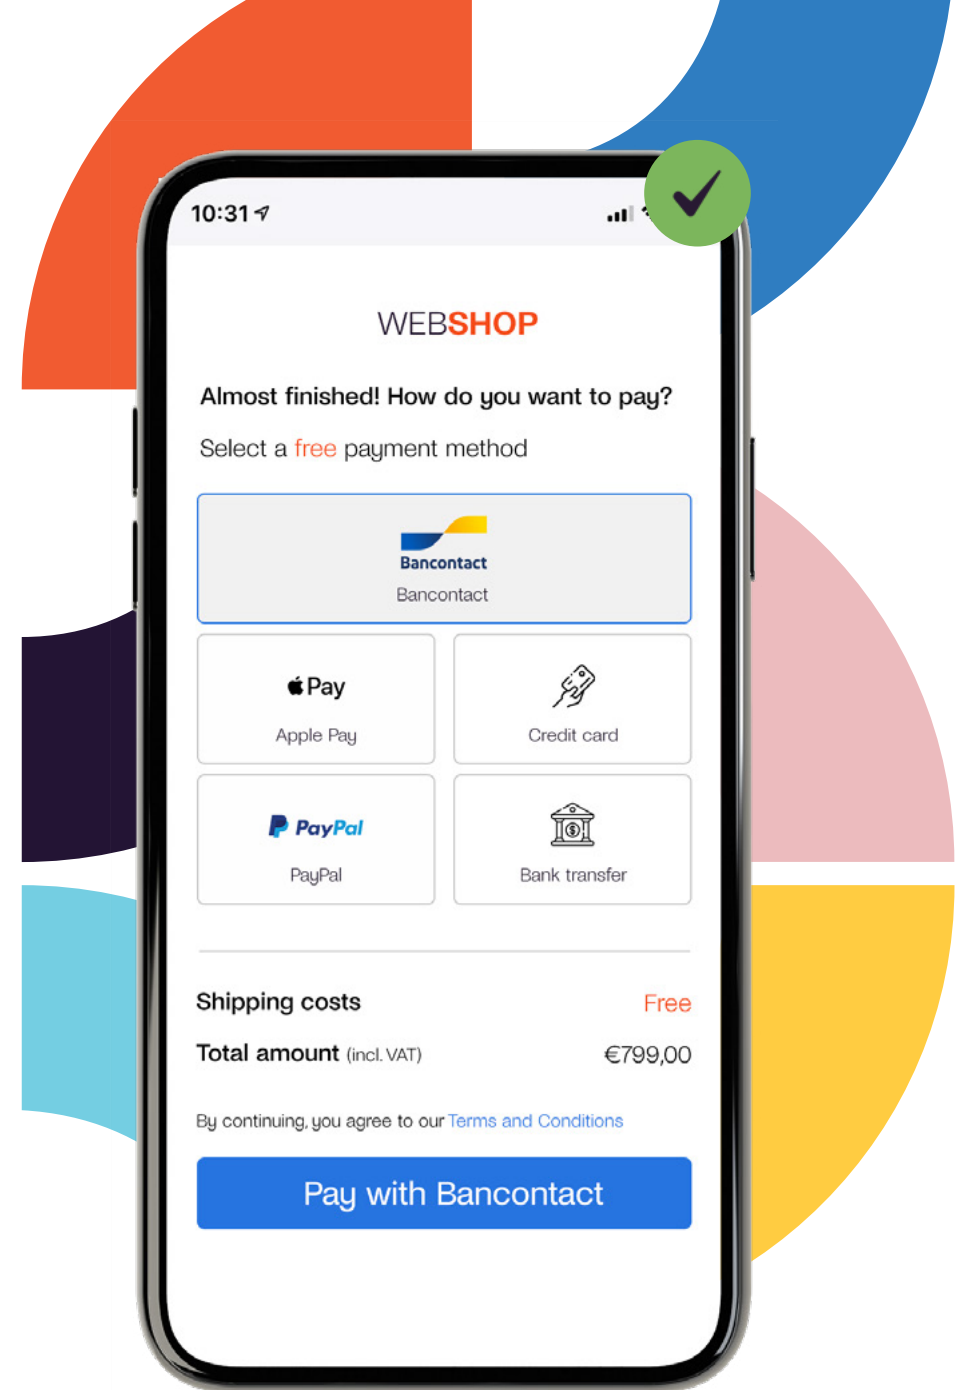 10:31
WEBSHOP
Almost finished! How do you want to pay?
Select a free payment method
Bancontact
Bancontact
Pay
Apple Pay
Credit card
PayPal
PayPal
Bank transfer
Shipping costs Free
Total amount (incl. VAT) €799,00
By continuing, you agree to our Terms and Conditions
Pay with Bancontact